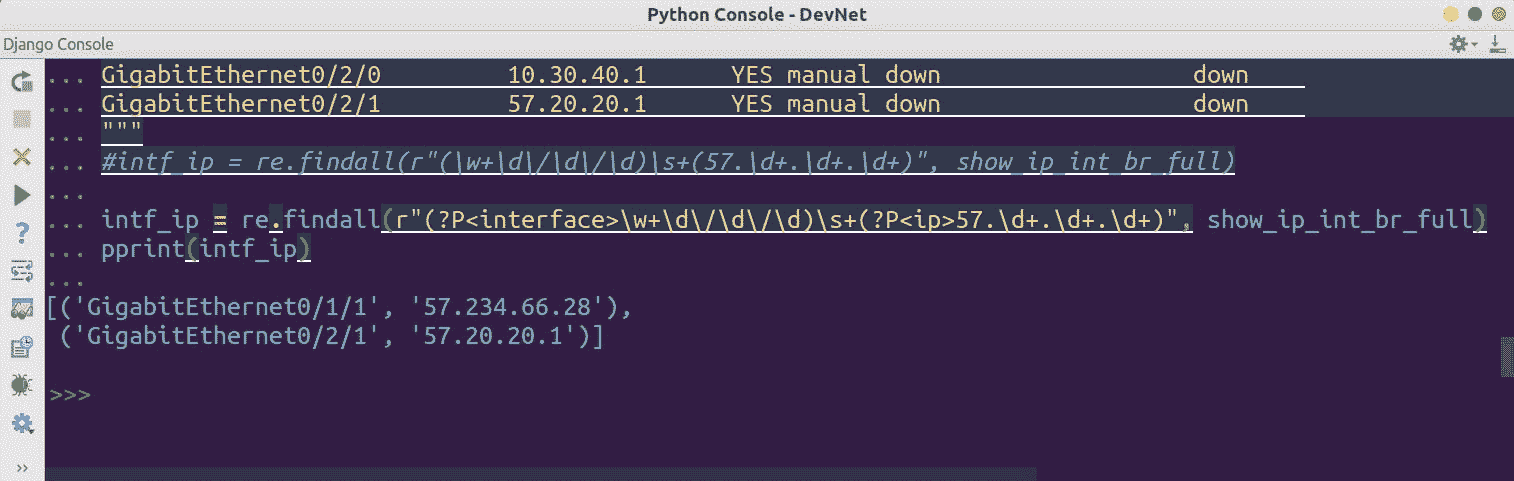 Python Console - DevNet
Django Console
... GigabitEthernet0/2/0         10.30.40.1      YES manual down                  down
... GigabitEthernet0/2/1         57.20.20.1      YES manual down                  down
... """
... #intf_ip = re.findall(r"(\w+\d\/\d\/\d)\s+(57.\d+.\d+.\d+)", show_ip_int_br_full)
...
... intf_ip = re.findall(r"(?P<interface>\w+\d\/\d\/\d)\s+(?P<ip>57.\d+.\d+.\d+)", show_ip_int_br_full)
... pprint(intf_ip)
...
[('GigabitEthernet0/1/1', '57.234.66.28'),
 ('GigabitEthernet0/2/1', '57.20.20.1')]
>>>